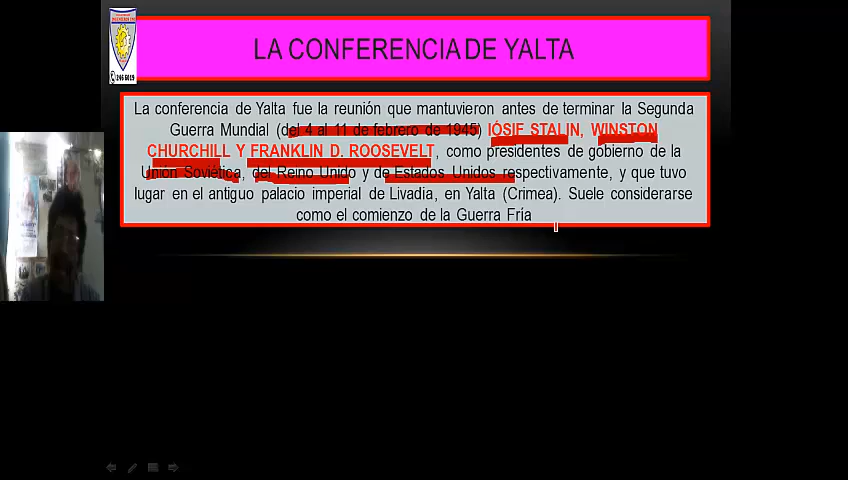 LA CONFERENCIA DE YALTA
La conferencia de Yalta fue la reunión que mantuvieron antes de terminar la Segunda
Guerra Mundial (del 4 al 11 de febrero de 1945) IÓSIF STALIN, WINSTON
CHURCHILL Y FRANKLIN D. ROOSEVELT, como presidentes de gobierno de la
Unión Soviética, del Reino Unido y de Estados Unidos respectivamente, y que tuvo
lugar en el antiguo palacio imperial de Livadia, en Yalta (Crimea). Suele considerarse
como el comienzo de la Guerra Fría
246 6019